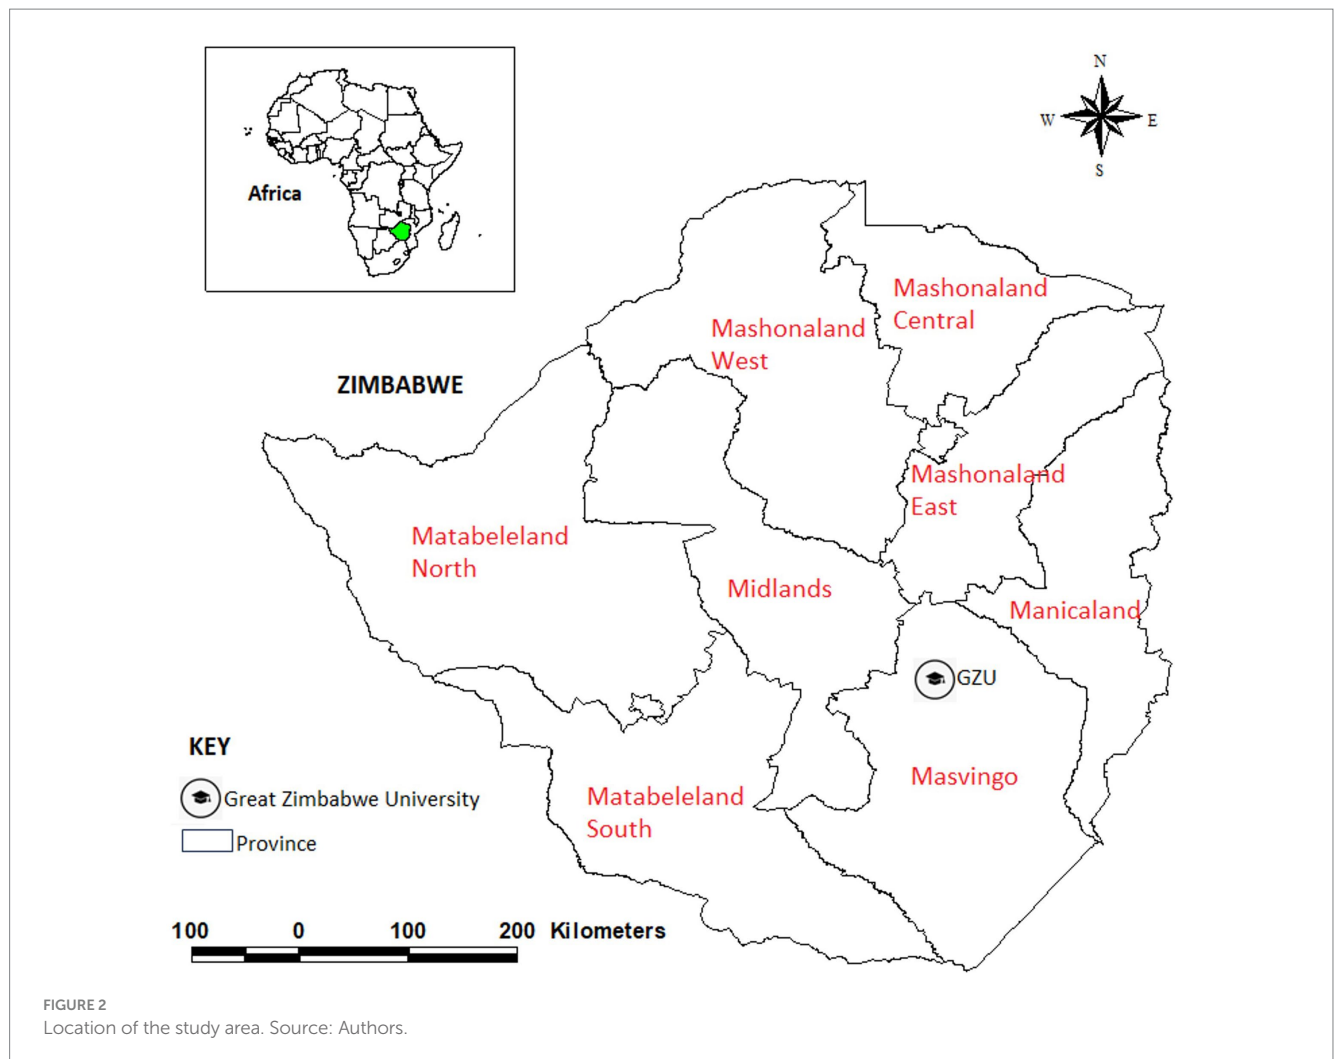 N
W E
S
Africa
ZIMBABWE
Mashonaland
Central
Mashonaland
West
Mashonaland
East
Matabeleland
North
Midlands
Manicaland
GZU
Masvingo
Matabeleland
South
KEY
Great Zimbabwe University
Province
100 0 100 200 Kilometers
FIGURE 2
Location of the study area. Source: Authors.